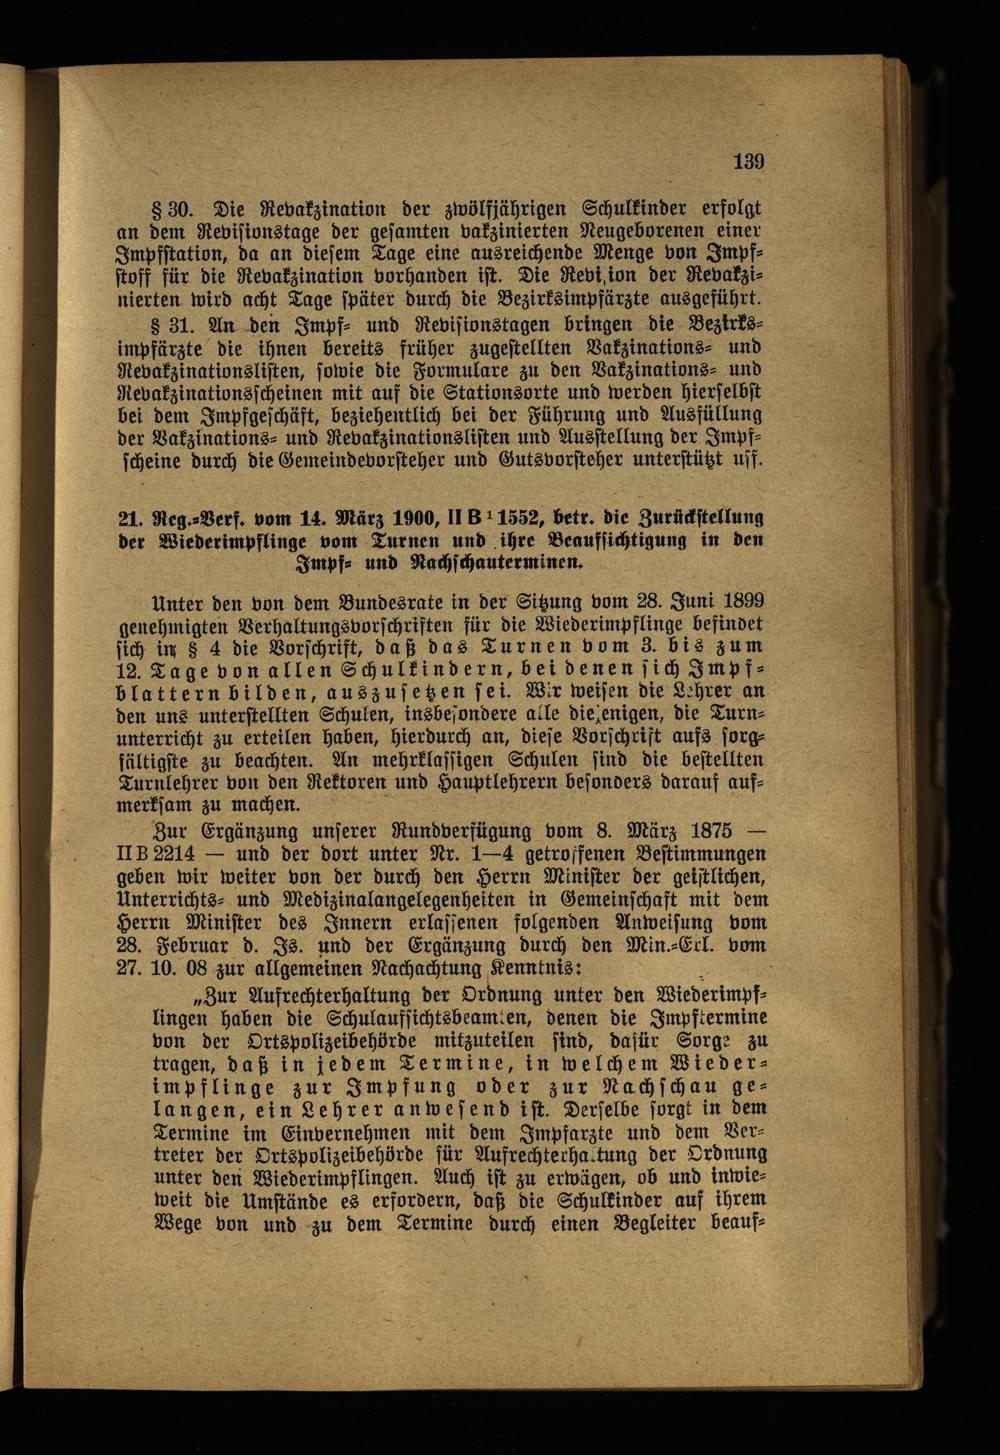 139
§ 30. Die Revakzination der zwölfjährigen Schulkinder erfolgt
an dem Revisionstage der gesamten vakzinierten Neugeborenen einer
Impfstation, da an diesem Tage eine ausreichende Menge von Impf=
stoff für die Revakzination vorhanden ist. Die Revision der Revakzi=
nierten wird acht Tage später durch die Bezirksimpfärzte ausgeführt.
§ 31. An den Impf= und Revisionstagen bringen die Bezirks=
impfärzte die ihnen bereits früher zugestellten Vakzinations= und
Revakzinationslisten, sowie die Formulare zu den Vakzinations= und
Revakzinationsscheinen mit auf die Stationsorte und werden hierselbst
bei dem Impfgeschäft, beziehentlich bei der Führung und Ausfüllung
der Vakzinations= und Revakzinationslisten und Ausstellung der Impf=
scheine durch die Gemeindevorsteher und Gutsvorsteher unterstützt usf.
21. Reg.=Verf. vom 14. März 1900, II B 1 1552, betr. die Zurückstellung
der Wiederimpflinge vom Turnen und ihre Beaufsichtigung in den
Impf= und Nachschauterminen.
Unter den von dem Bundesrate in der Sitzung vom 28. Juni 1899
genehmigten Verhaltungsvorschriften für die Wiederimpflinge befindet
sich in § 4 die Vorschrift, daß das Turnen vom 3. bis zum
12. Tage von allen Schulkindern, bei denen sich Impf=
blattern bilden, auszusetzen sei. Wir weisen die Lehrer an
den uns unterstellten Schulen, insbesondere alle diejenigen, die Turn=
unterricht zu erteilen haben, hierdurch an, diese Vorschrift aufs sorg=
fältigste zu beachten. An mehrklassigen Schulen sind die bestellten
Turnlehrer von den Rektoren und Hauptlehrern besonders darauf auf=
merksam zu machen.
Zur Ergänzung unserer Rundverfügung vom 8. März 1875 —
II B 2214 — und der dort unter Nr. 1—4 getroffenen Bestimmungen
geben wir weiter von der durch den Herrn Minister der geistlichen,
Unterrichts= und Medizinalangelegenheiten in Gemeinschaft mit dem
Herrn Minister des Innern erlassenen folgenden Anweisung vom
28. Februar d. Js. und der Ergänzung durch den Min.=Erl. vom
27. 10. 08 zur allgemeinen Nachachtung Kenntnis:
„Zur Aufrechterhaltung der Ordnung unter den Wiederimpf=
lingen haben die Schulaufsichtsbeamten, denen die Impftermine
von der Ortspolizeibehörde mitzuteilen sind, dafür Sorge zu
tragen, daß in jedem Termine, in welchem Wieder=
impflinge zur Impfung oder zur Nachschau ge=
langen, ein Lehrer anwesend ist. Derselbe sorgt in dem
Termine im Einvernehmen mit dem Impfarzte und dem Ver=
treter der Ortspolizeibehörde für Aufrechterhaltung der Ordnung
unter den Wiederimpflingen. Auch ist zu erwägen, ob und inwie=
weit die Umstände es erfordern, daß die Schulkinder auf ihrem
Wege von und zu dem Termine durch einen Begleiter beauf=